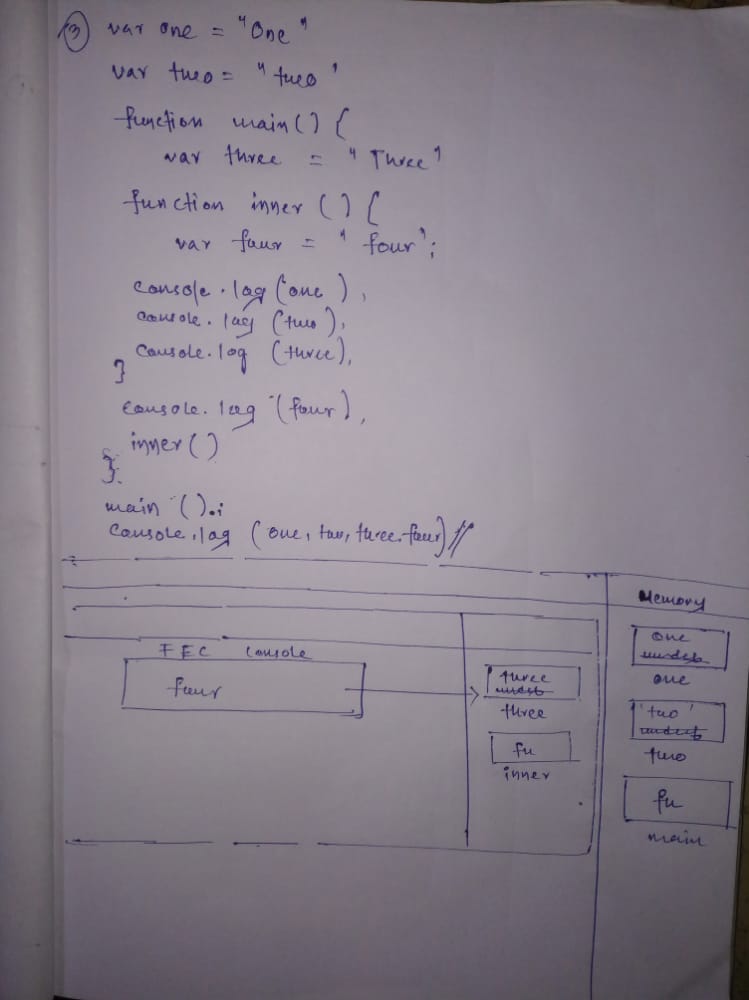 ③ var one = "One"
var two = "two"
function main() {
var three = "Three"
function inner () {
var four = "four";
console.log (one),
console.log (two),
console.log (three),
}
console.log (four),
inner()
}
main ();
console.log (one, two, three, four) //
Memory
one
undef
one
'two'
undef
two
fu
main
FEC console
four
three
undef
three
fu
inner